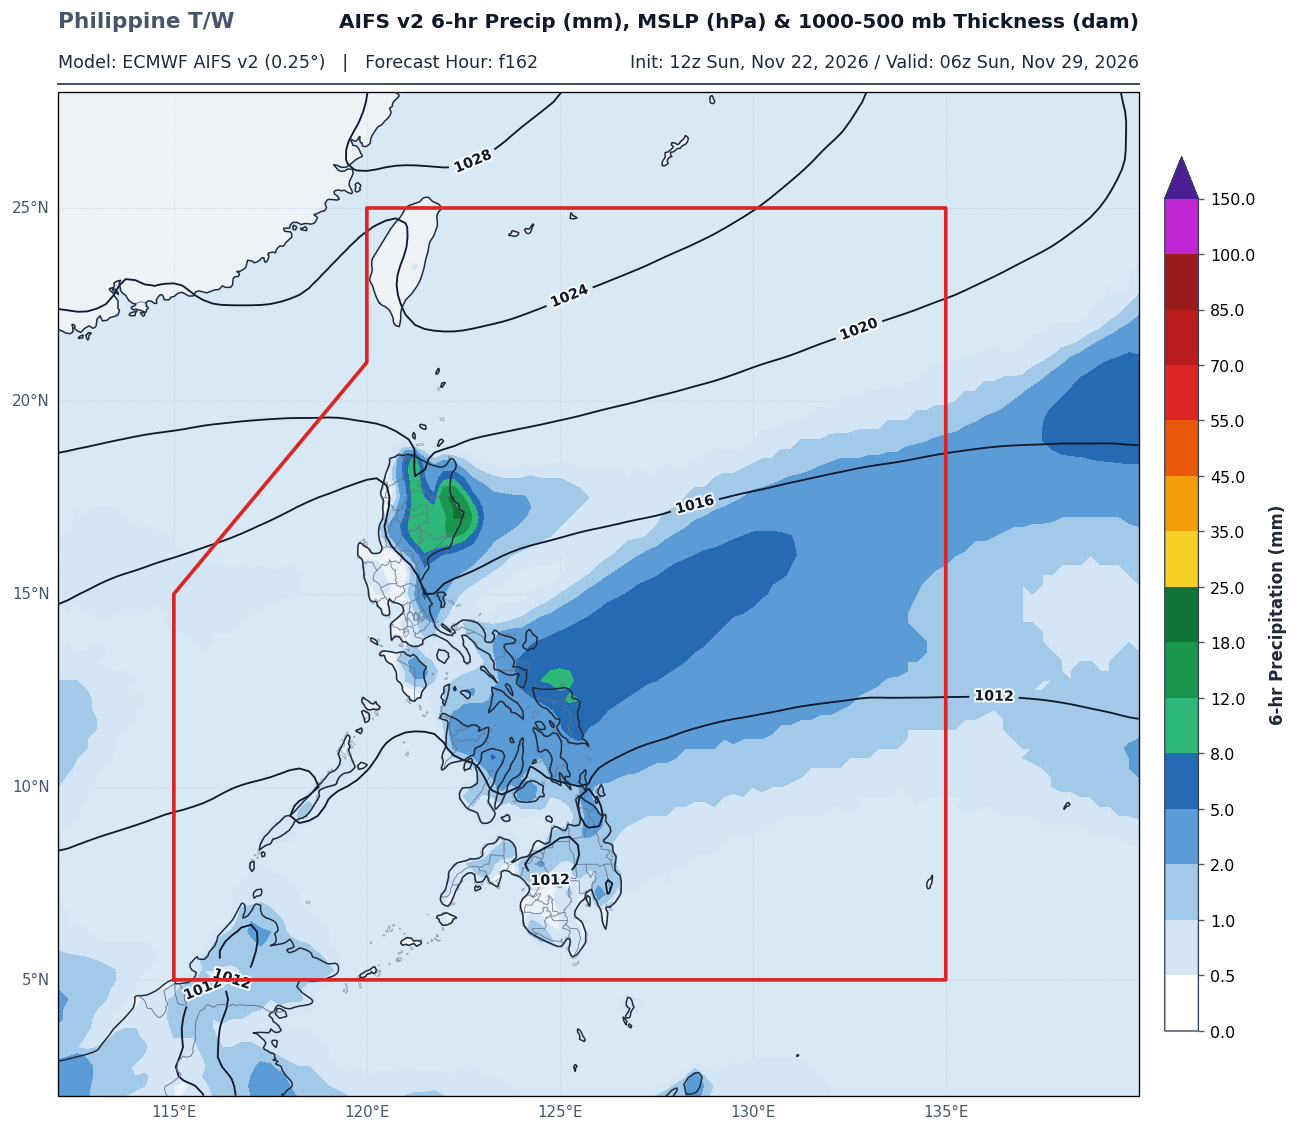 Philippine T/W
AIFS v2 6-hr Precip (mm), MSLP (hPa) & 1000-500 mb Thickness (dam)
Model: ECMWF AIFS v2 (0.25°)   |   Forecast Hour: f162
Init: 12z Sun, Nov 22, 2026 / Valid: 06z Sun, Nov 29, 2026
1028
1024
1020
1016
1012
1012
1012
1012
25°N
20°N
15°N
10°N
5°N
115°E
120°E
125°E
130°E
135°E
150.0
100.0
85.0
70.0
55.0
45.0
35.0
25.0
18.0
12.0
8.0
5.0
2.0
1.0
0.5
0.0
6-hr Precipitation (mm)